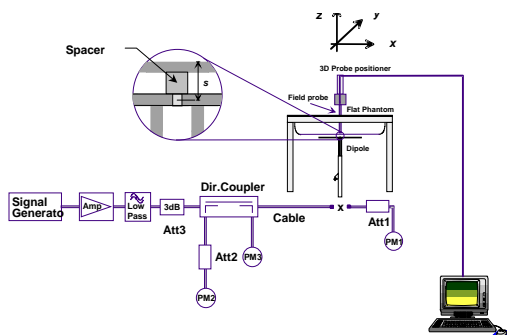 z
y
x
Spacer
s
3D Probe positioner
Field probe
Flat Phantom
Dipole
Dir.Coupler
Signal
Generato
Amp
Low
Pass
3dB
Cable
x
Att1
Att3
Att2
PM3
PM1
PM2